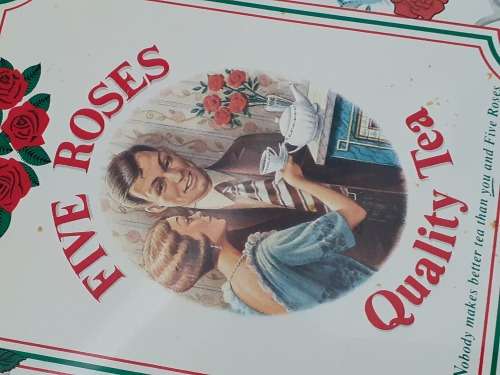 FIVE ROSES
Quality Tea
Nobody makes better tea than you and Five Roses